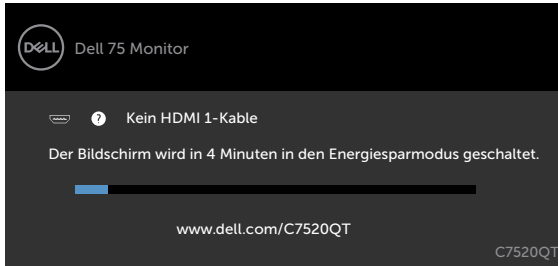 DELL
Dell 75 Monitor
? Kein HDMI 1-Kable
Der Bildschirm wird in 4 Minuten in den Energiesparmodus geschaltet.
www.dell.com/C7520QT
C7520QT